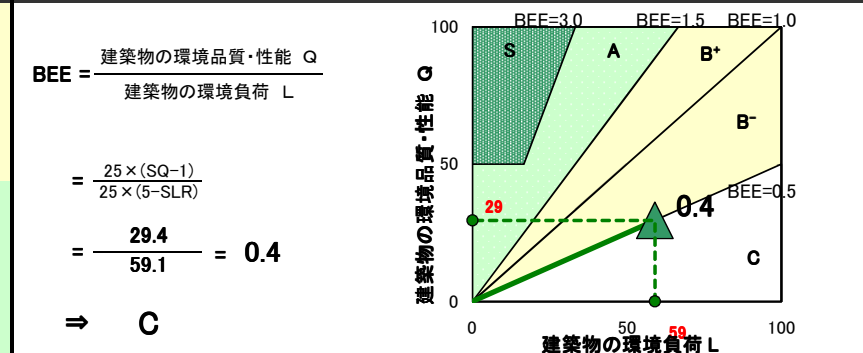 BEE = 建築物の環境品質・性能 Q
建築物の環境負荷 L
= 25×(SQ-1)
25×(5-SLR)
= 29.4
59.1
= 0.4
⇒ C
BEE=3.0 BEE=1.5 BEE=1.0
100
S A B⁺
B⁻
50
BEE=0.5
0.4
29
C
0
0 50 100
59
建築物の環境品質・性能 Q
建築物の環境負荷 L